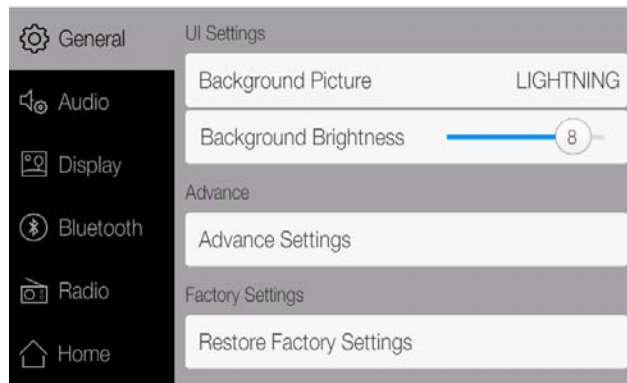 General
Audio
Display
Bluetooth
Radio
Home
UI Settings
Background Picture LIGHTNING
Background Brightness 8
Advance
Advance Settings
Factory Settings
Restore Factory Settings